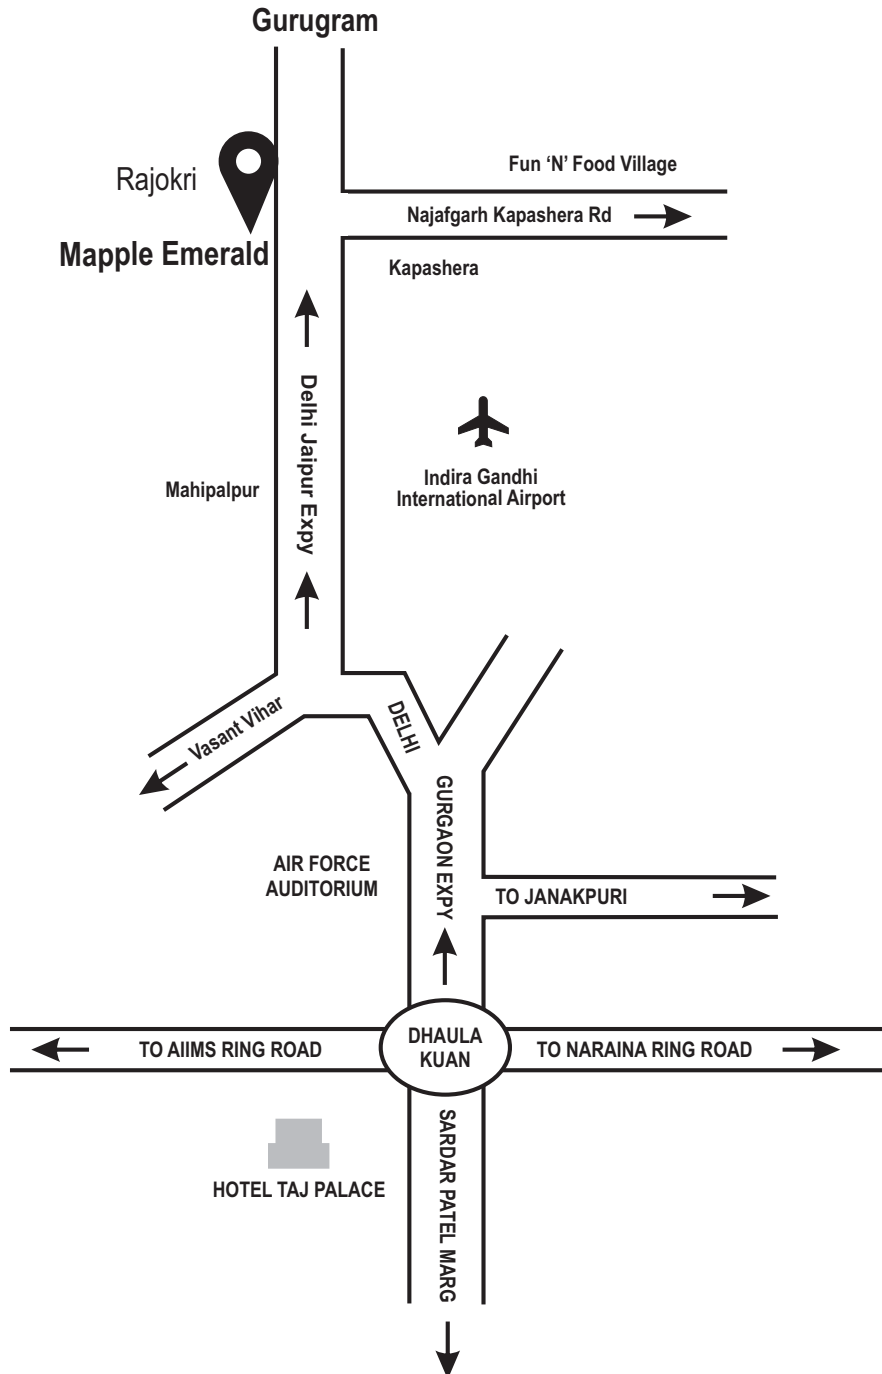 Gurugram
Fun ‘N’ Food Village
Rajokri
Najafgarh Kapashera Rd
Mapple Emerald
Kapashera
Delhi Jaipur Expy
Indira Gandhi
International Airport
Mahipalpur
Vasant Vihar
DELHI
GURGAON EXPY
AIR FORCE
AUDITORIUM
TO JANAKPURI
TO AIIMS RING ROAD
DHAULA
KUAN
TO NARAINA RING ROAD
SARDAR PATEL MARG
HOTEL TAJ PALACE